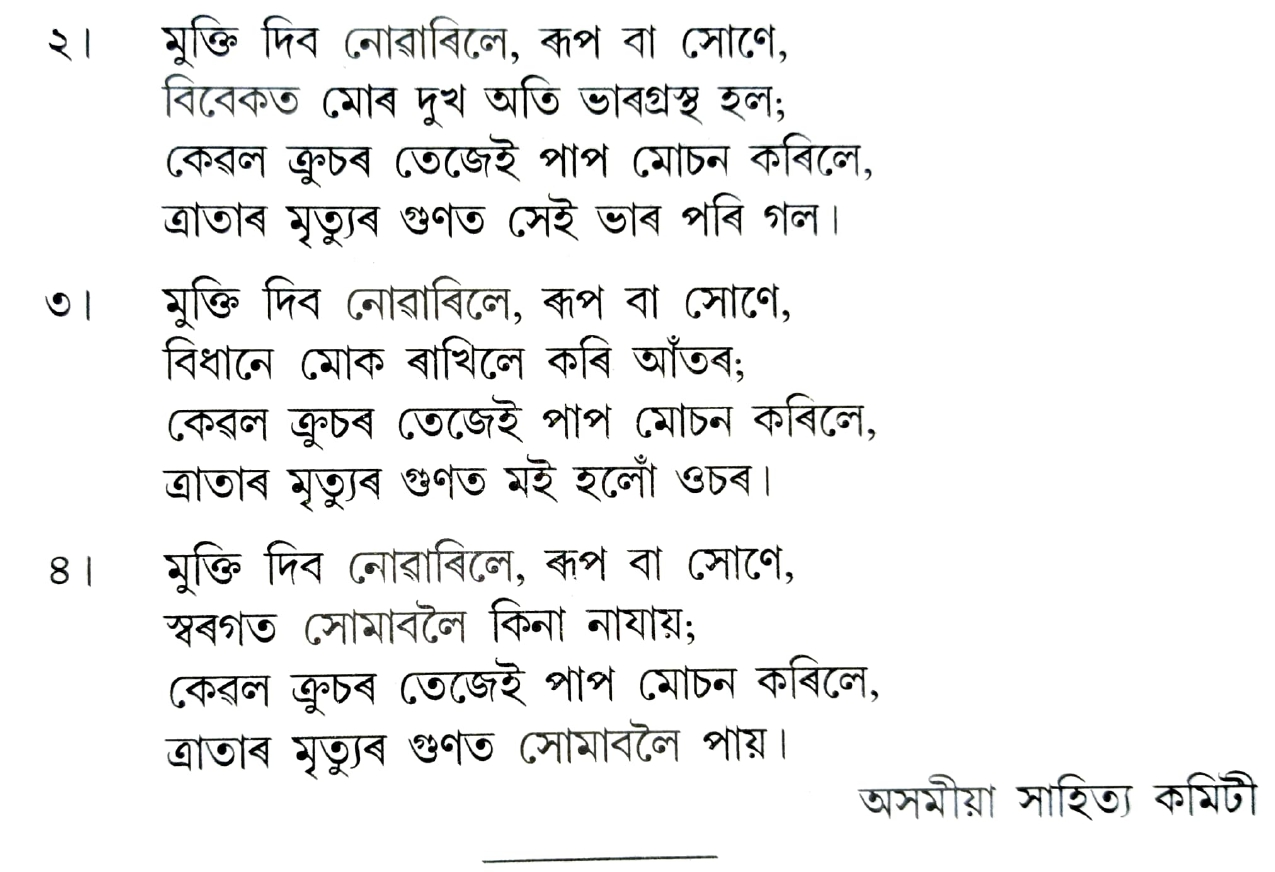 ২। মুক্তি দিব নোৱাৰিলে, ৰূপ বা সোণে,
বিবেকত মোৰ দুখ অতি ভাৰগ্ৰস্থ হল;
কেৱল ক্ৰুচৰ তেজেই পাপ মোচন কৰিলে,
ত্ৰাতাৰ মৃত্যুৰ গুণত সেই ভাৰ পৰি গল।
৩। মুক্তি দিব নোৱাৰিলে, ৰূপ বা সোণে,
বিধানে মোক ৰাখিলে কৰি আঁতৰ;
কেৱল ক্ৰুচৰ তেজেই পাপ মোচন কৰিলে,
ত্ৰাতাৰ মৃত্যুৰ গুণত মই হলোঁ ওচৰ।
৪। মুক্তি দিব নোৱাৰিলে, ৰূপ বা সোণে,
স্বৰগত সোমাবলৈ কিনা নাযায়;
কেৱল ক্ৰুচৰ তেজেই পাপ মোচন কৰিলে,
ত্ৰাতাৰ মৃত্যুৰ গুণত সোমাবলৈ পায়।
অসমীয়া সাহিত্য কমিটী